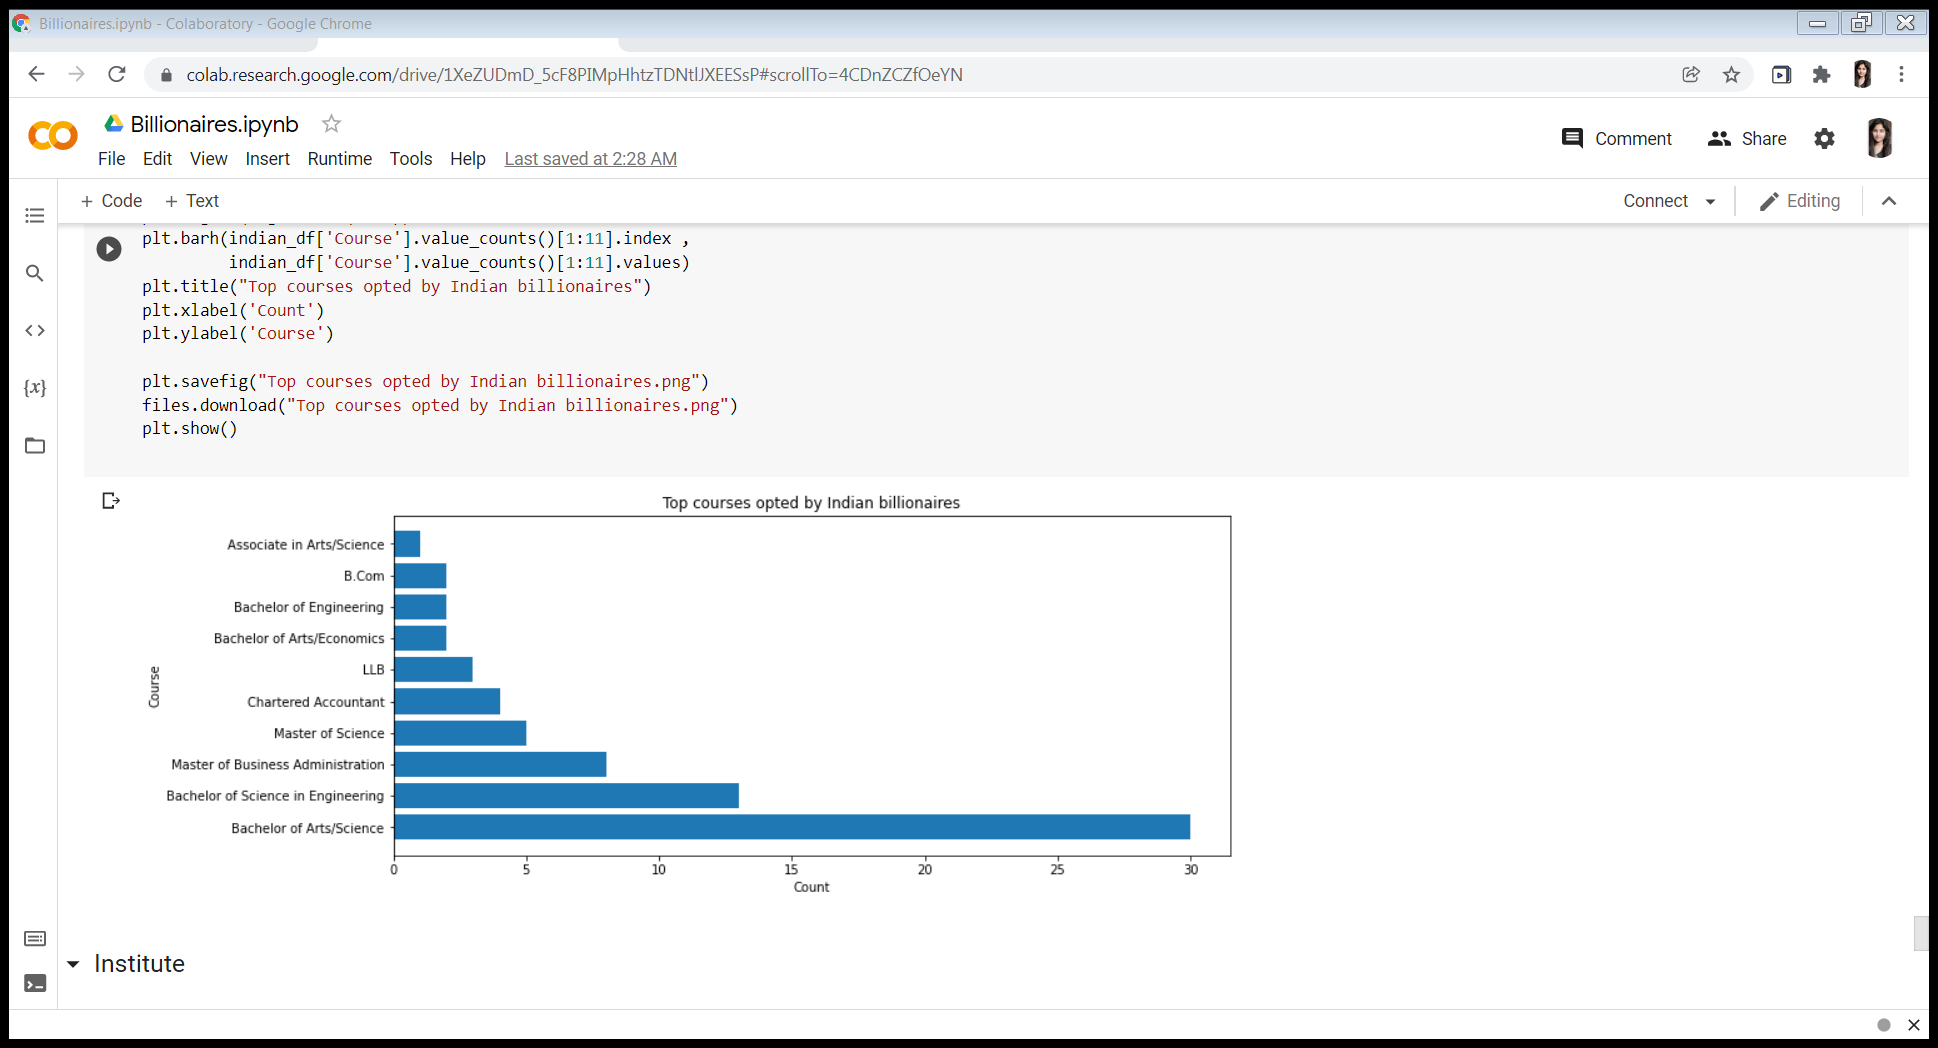 Billionaires.ipynb - Colaboratory - Google Chrome
colab.research.google.com/drive/1XeZUDmD_5cF8PIMpHhtzTDNtlJXEESsP#scrollTo=4CDnZCZfOeYN
CO Billionaires.ipynb
File Edit View Insert Runtime Tools Help Last saved at 2:28 AM
Comment Share
+ Code + Text
Connect Editing
plt.barh(indian_df['Course'].value_counts()[1:11].index ,
indian_df['Course'].value_counts()[1:11].values)
plt.title("Top courses opted by Indian billionaires")
plt.xlabel('Count')
plt.ylabel('Course')
{x}
plt.savefig("Top courses opted by Indian billionaires.png")
files.download("Top courses opted by Indian billionaires.png")
plt.show()
Top courses opted by Indian billionaires
Associate in Arts/Science
B.Com
Bachelor of Engineering
Bachelor of Arts/Economics
LLB
Course
Chartered Accountant
Master of Science
Master of Business Administration
Bachelor of Science in Engineering
Bachelor of Arts/Science
0 5 10 15 20 25 30
Count
Institute